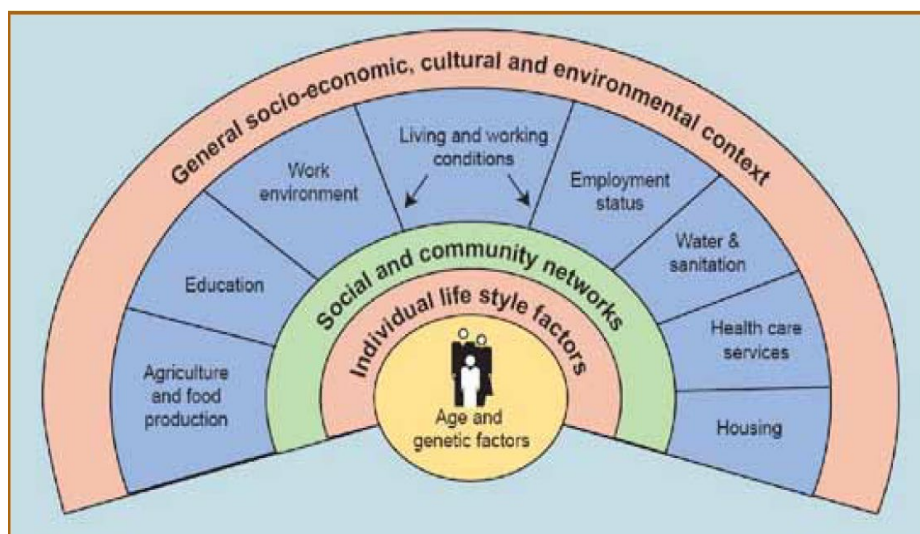 General socio-economic, cultural and environmental context
Living and working
conditions
Work
environment
Employment
status
Education
Water &
sanitation
Agriculture
and food
production
Health care
services
Housing
Social and community networks
Individual life style factors
Age and
genetic factors